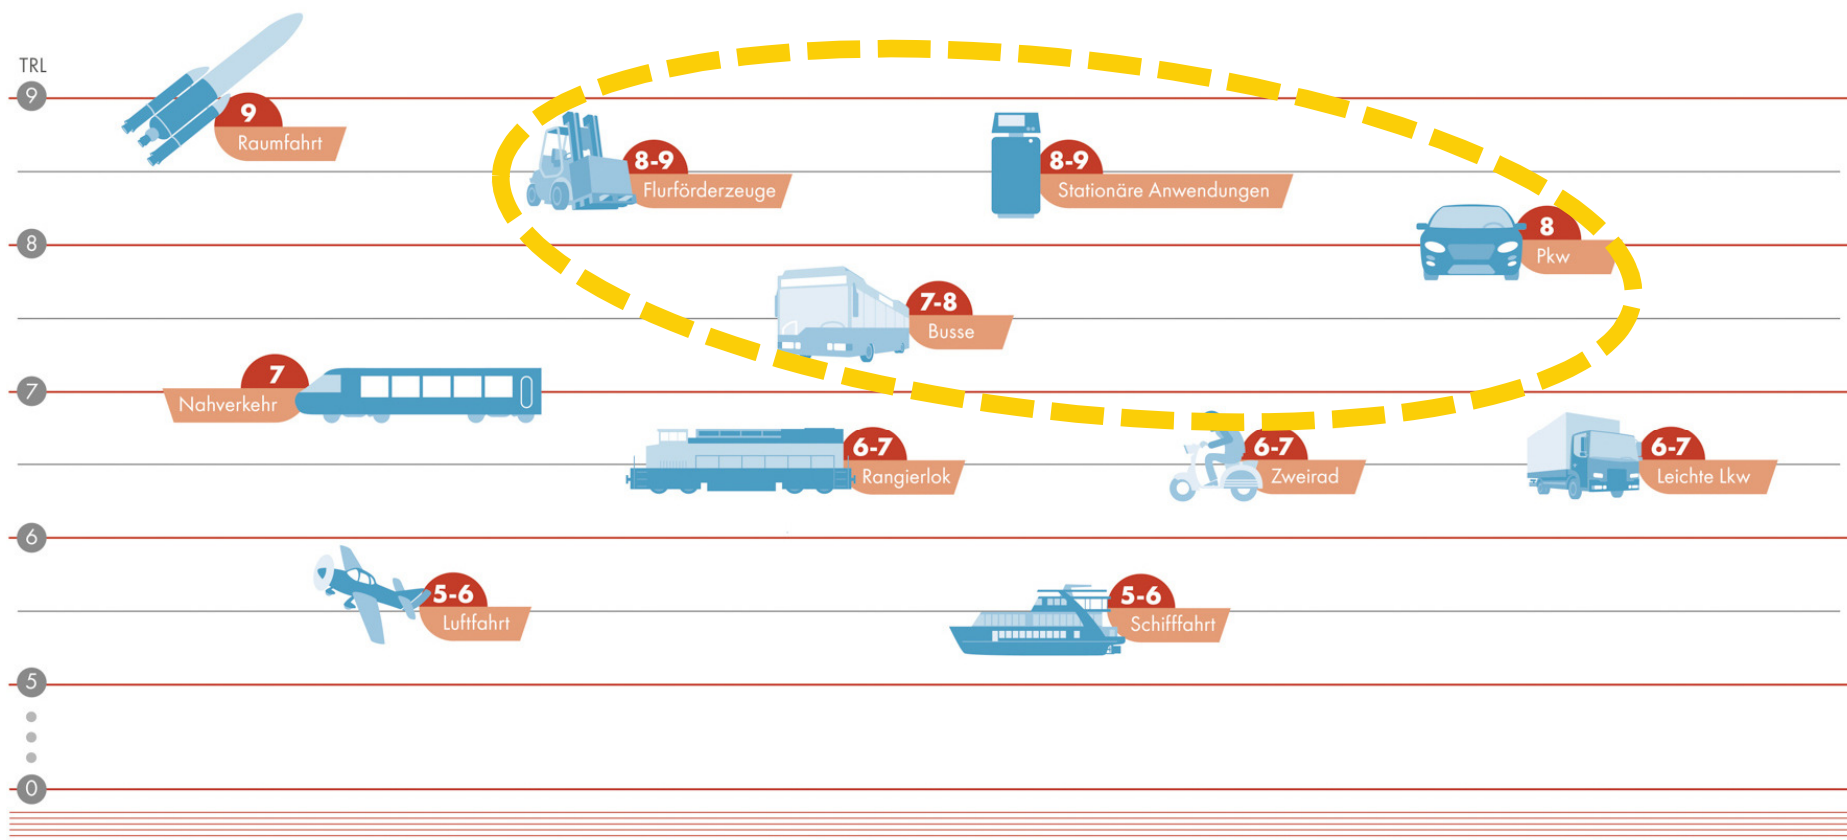 TRL
9
9
Raumfahrt
8-9
Flurförderzeuge
8-9
Stationäre Anwendungen
8
8
Pkw
7-8
Busse
7
7
Nahverkehr
6-7
Rangierlok
6-7
Zweirad
6-7
Leichte Lkw
6
5-6
Luftfahrt
5-6
Schifffahrt
5
0